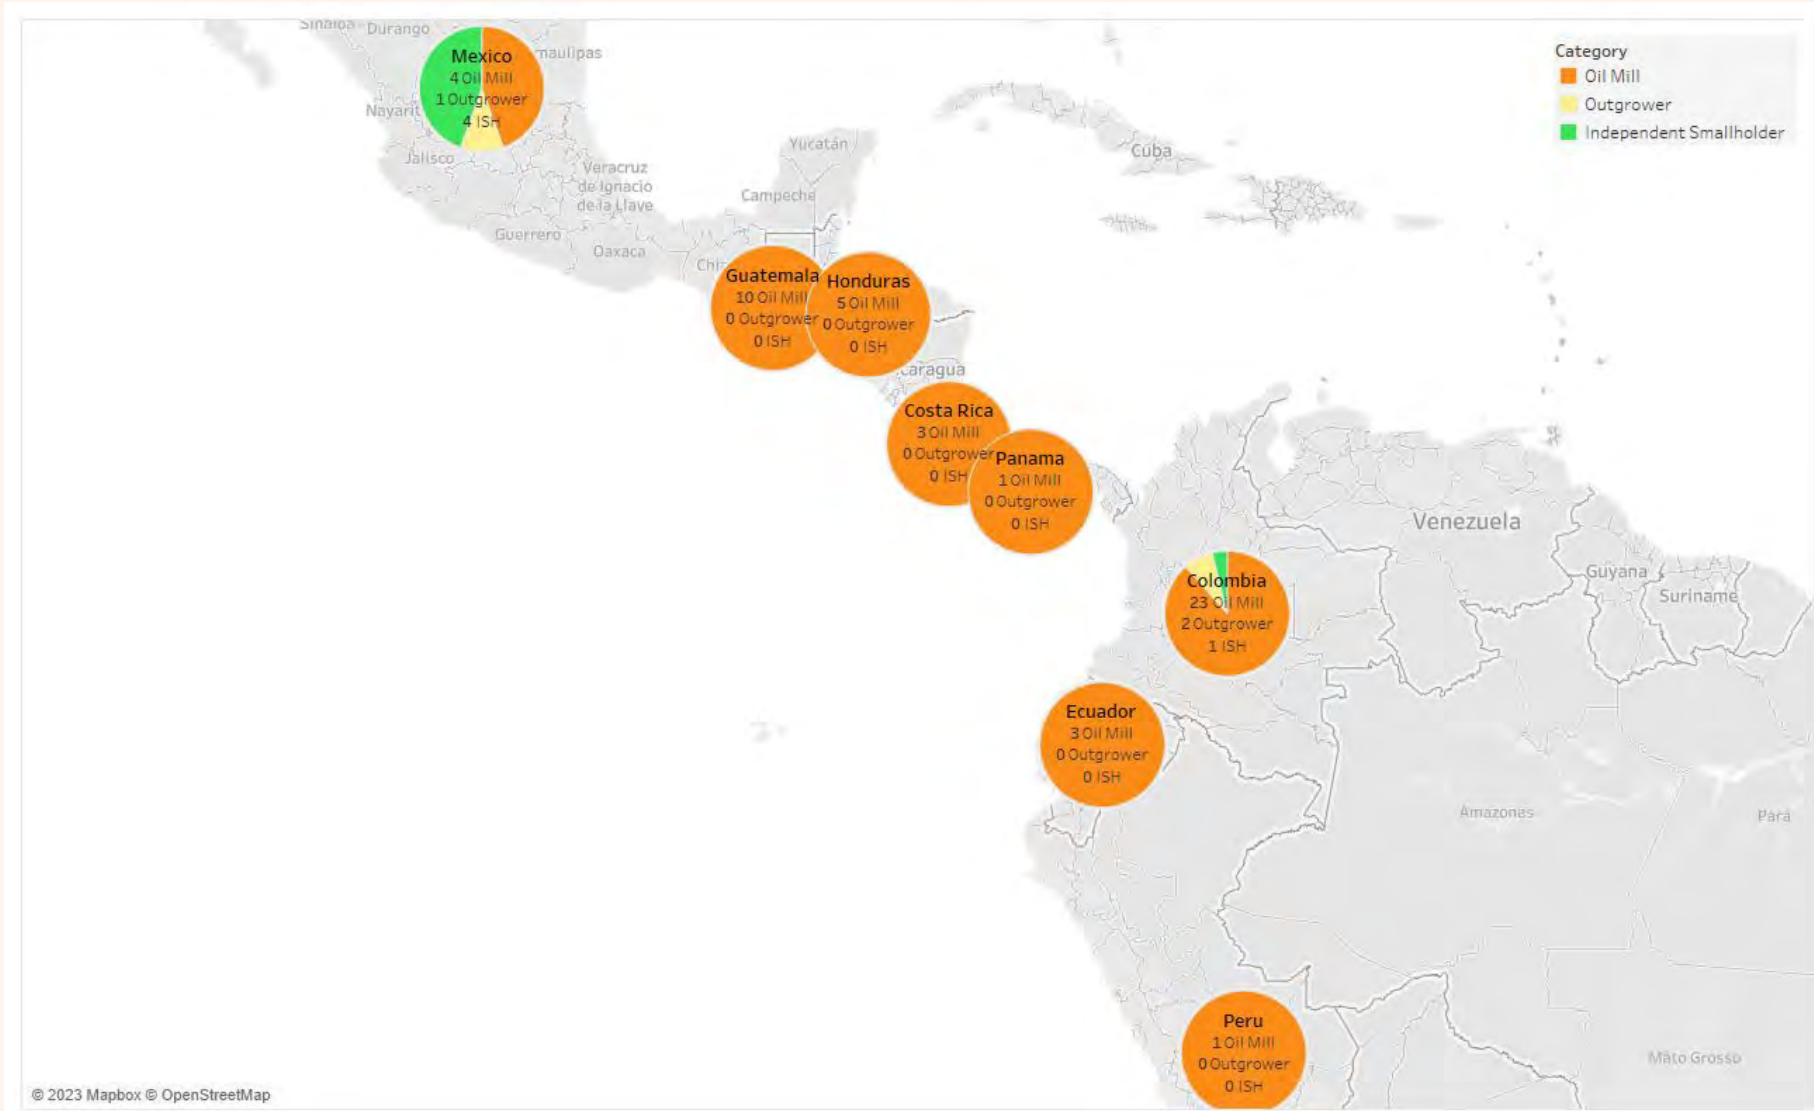 Sinaloa
Durango
maulipas
Nayarit
Jalisco
Mexico
4 Oil Mill
1 Outgrower
4 ISH
Category
Oil Mill
Outgrower
Independent Smallholder
Yucatán
Cuba
Veracruz
de Ignacio
de la Llave
Campeche
Guerrero
Oaxaca
Chi
Guatemala
10 Oil Mill
0 Outgrower
0 ISH
Honduras
5 Oil Mill
0 Outgrower
0 ISH
caragua
Costa Rica
3 Oil Mill
0 Outgrower
0 ISH
Panama
1 Oil Mill
0 Outgrower
0 ISH
Venezuela
Guyana
Suriname
Colombia
23 Oil Mill
2 Outgrower
1 ISH
Ecuador
3 Oil Mill
0 Outgrower
0 ISH
Amazonas
Pará
Peru
1 Oil Mill
0 Outgrower
0 ISH
Mato Grosso
© 2023 Mapbox © OpenStreetMap